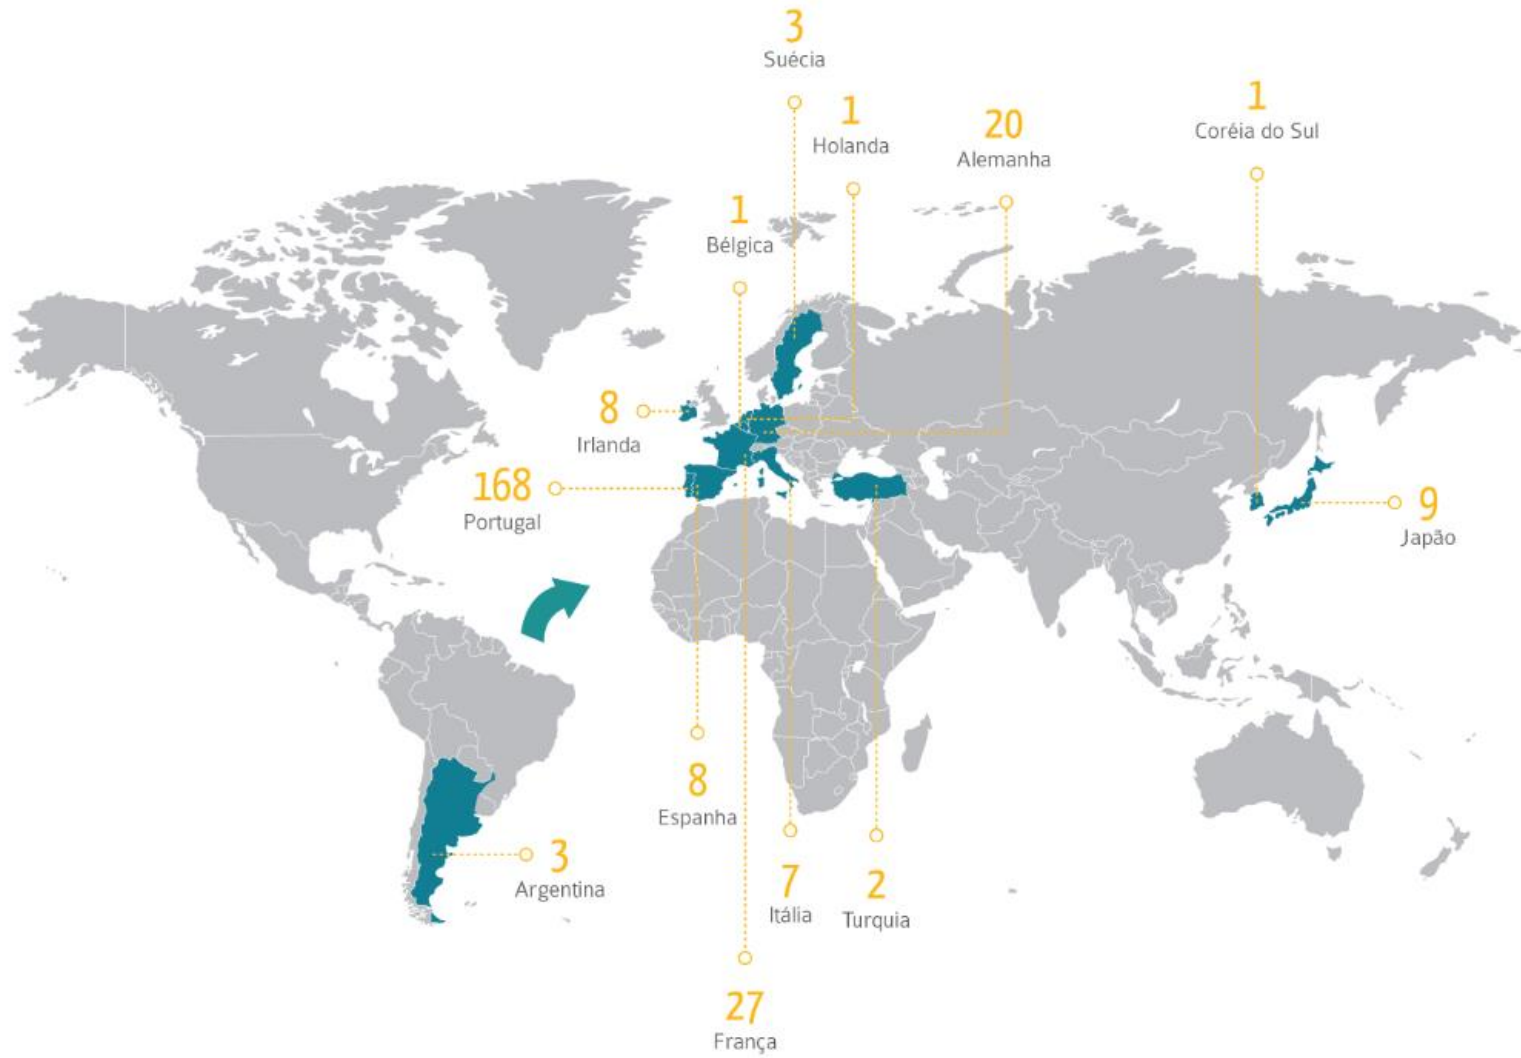 3
Suécia
1
Holanda
20
Alemanha
1
Coréia do Sul
1
Bélgica
8
Irlanda
168
Portugal
9
Japão
8
Espanha
3
Argentina
7
Itália
2
Turquia
27
França